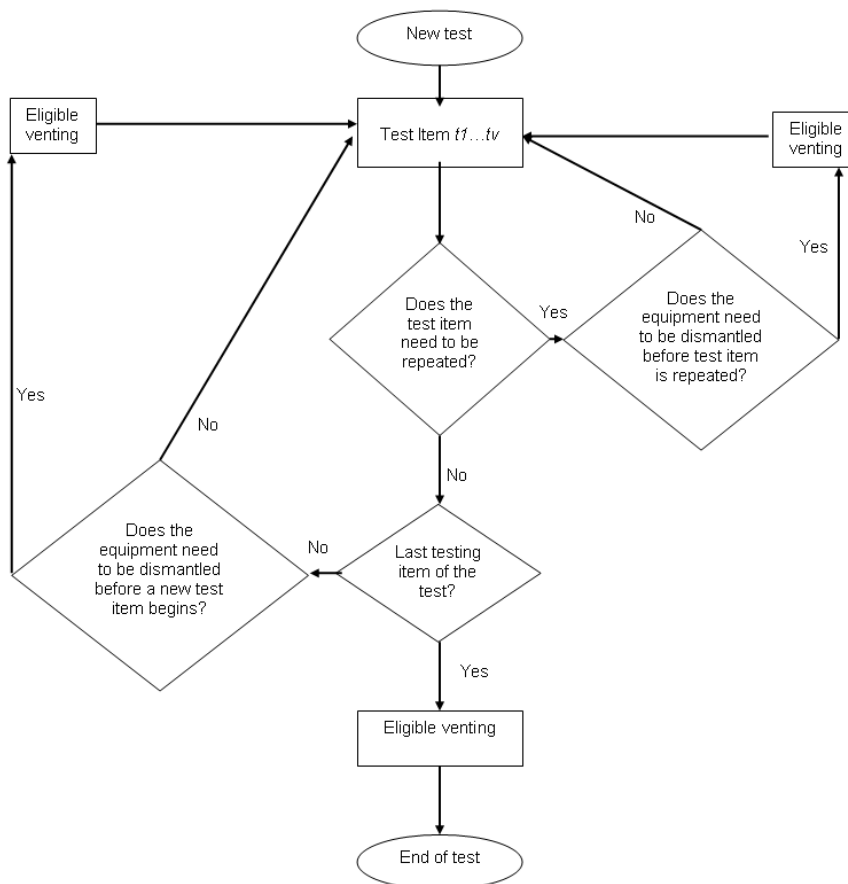 New test
Eligible
venting
Test Item t1...tv
Eligible
venting
No
Yes
Does the
test item
need to be
repeated?
Yes
Does the
equipment need
to be dismantled
before test item
is repeated?
Yes
No
No
Does the
equipment need
to be dismantled
before a new test
item begins?
No
Last testing
item of the
test?
Yes
Eligible venting
End of test